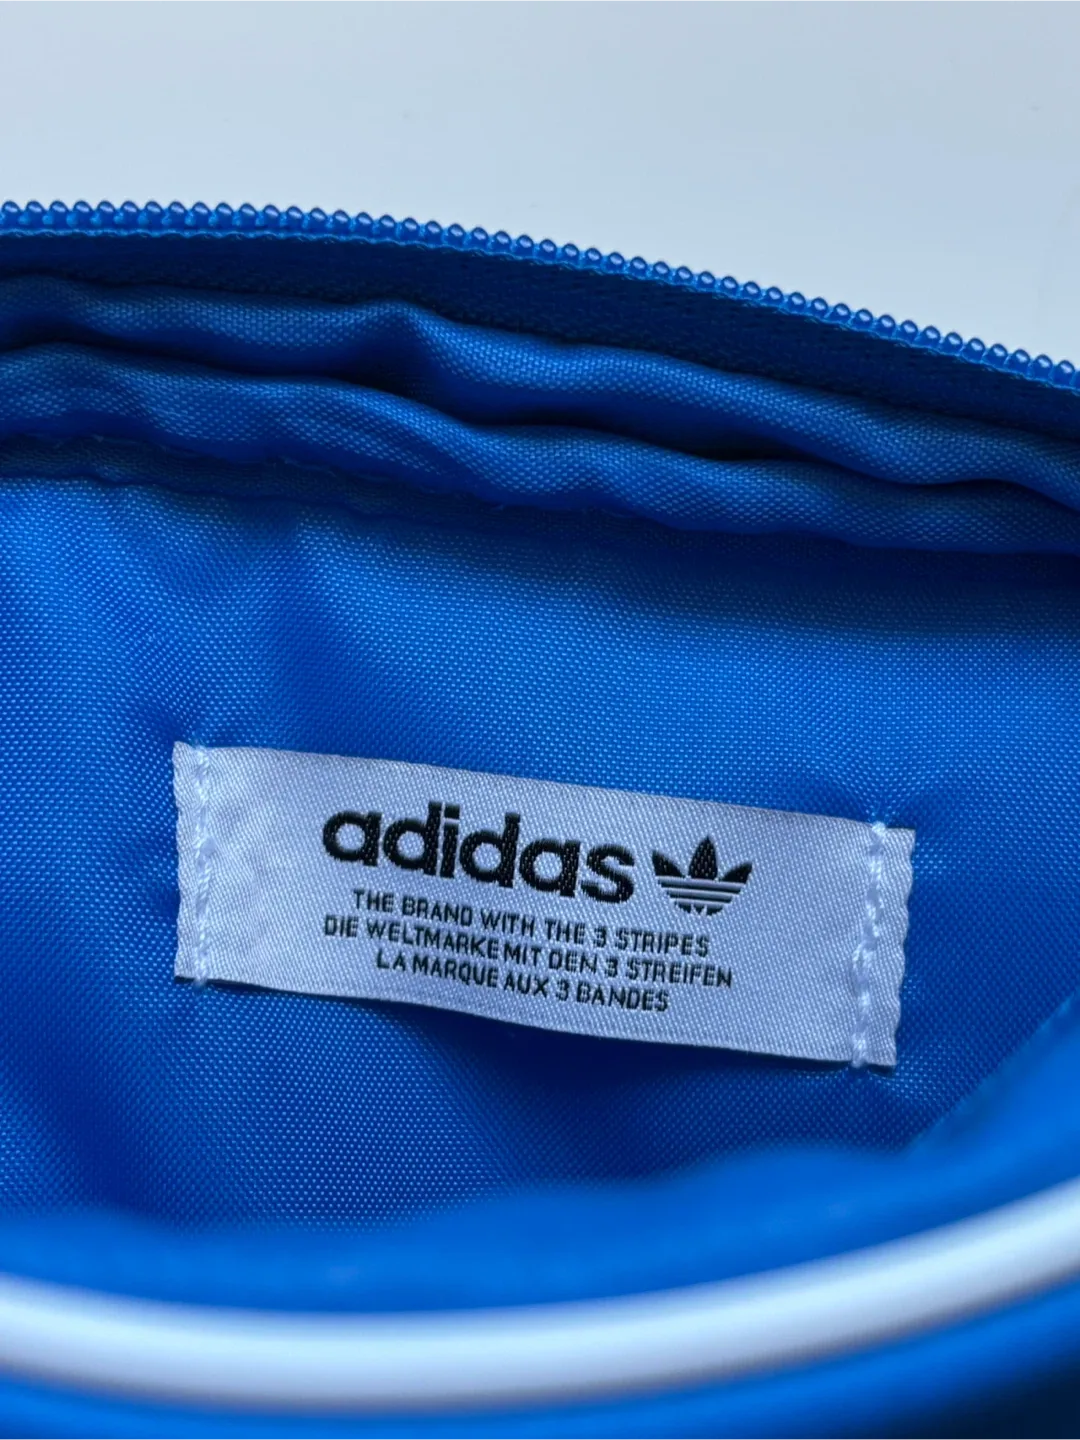 adidas
THE BRAND WITH THE 3 STRIPES
DIE WELTMARKE MIT DEN 3 STREIFEN
LA MARQUE AUX 3 BANDES